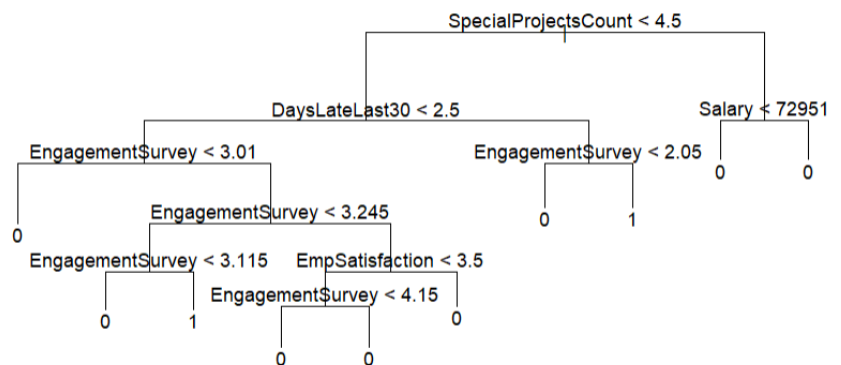 SpecialProjectsCount < 4.5
DaysLateLast30 < 2.5
Salary < 72951
EngagementSurvey < 3.01
EngagementSurvey < 2.05
0
0
0
1
EngagementSurvey < 3.245
0
EngagementSurvey < 3.115
EmpSatisfaction < 3.5
EngagementSurvey < 4.15
0
1
0
0
0